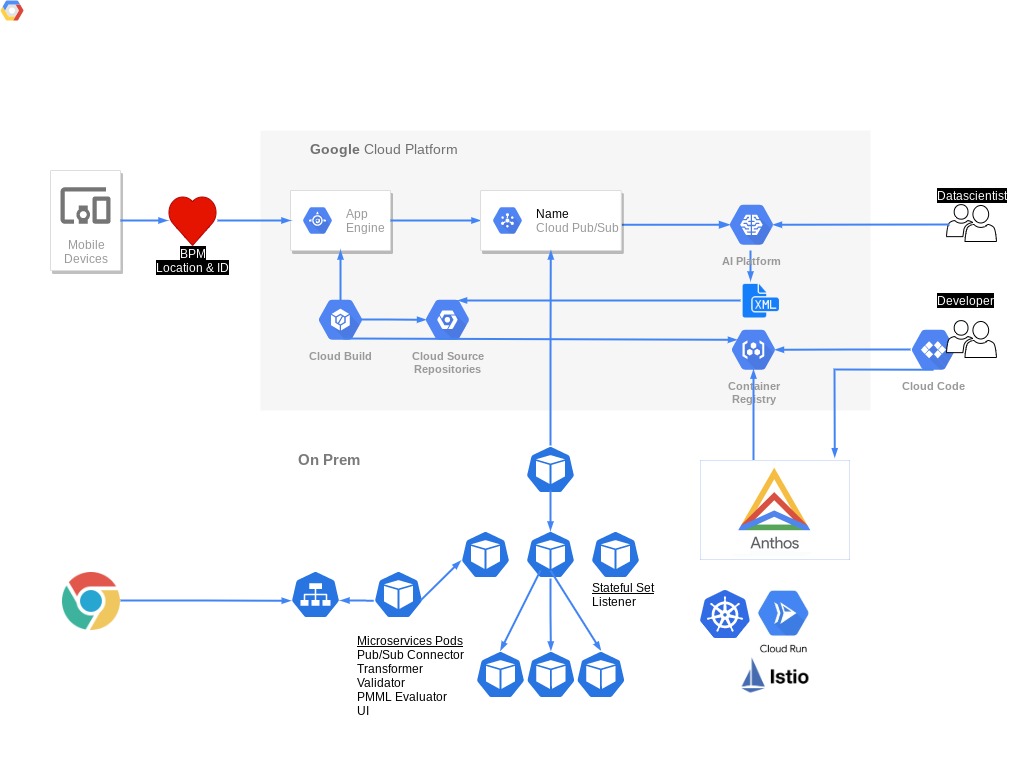 Google Cloud Platform
Mobile
Devices
BPM
Location & ID
App
Engine
Name
Cloud Pub/Sub
AI Platform
Datascientist
XML
Developer
Cloud Build
Cloud Source
Repositories
Container
Registry
Cloud Code
On Prem
Anthos
Stateful Set
Listener
Microservices Pods
Pub/Sub Connector
Transformer
Validator
PMML Evaluator
UI
Cloud Run
Istio